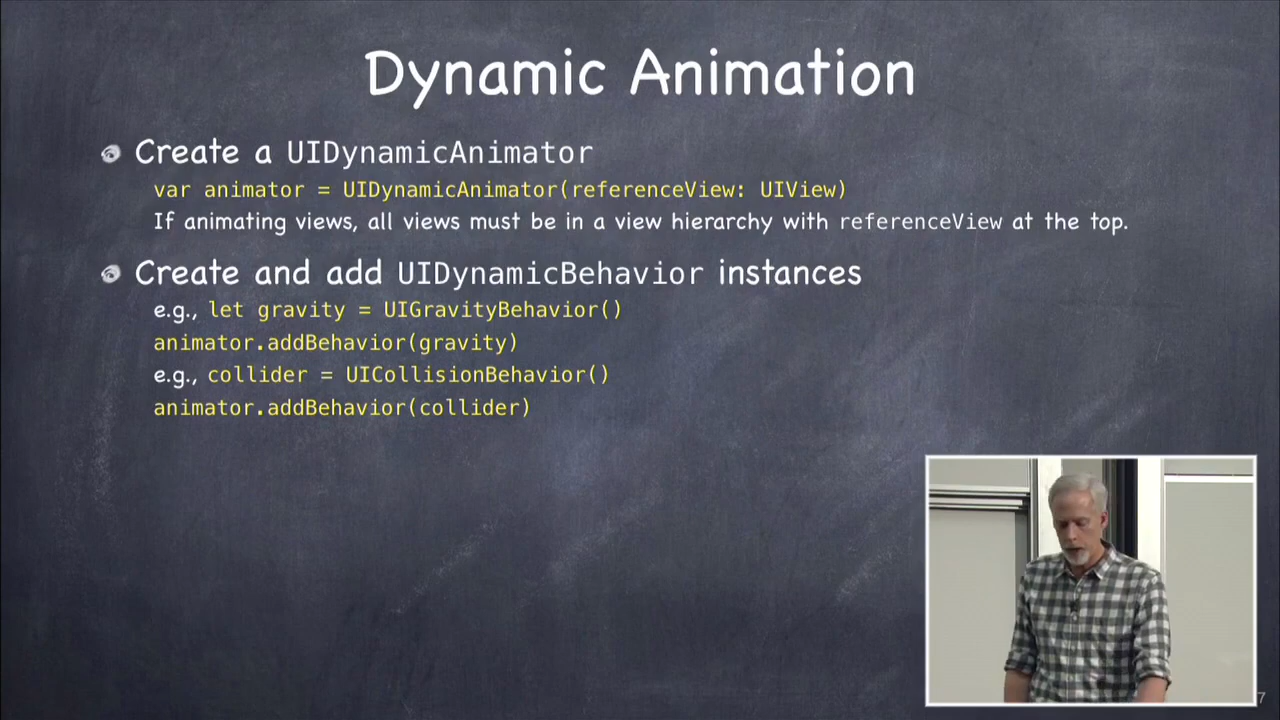 Dynamic Animation
Create a UIDynamicAnimator
var animator = UIDynamicAnimator(referenceView: UIView)
If animating views, all views must be in a view hierarchy with referenceView at the top.
Create and add UIDynamicBehavior instances
e.g., let gravity = UIGravityBehavior()
animator.addBehavior(gravity)
e.g., collider = UICollisionBehavior()
animator.addBehavior(collider)
7